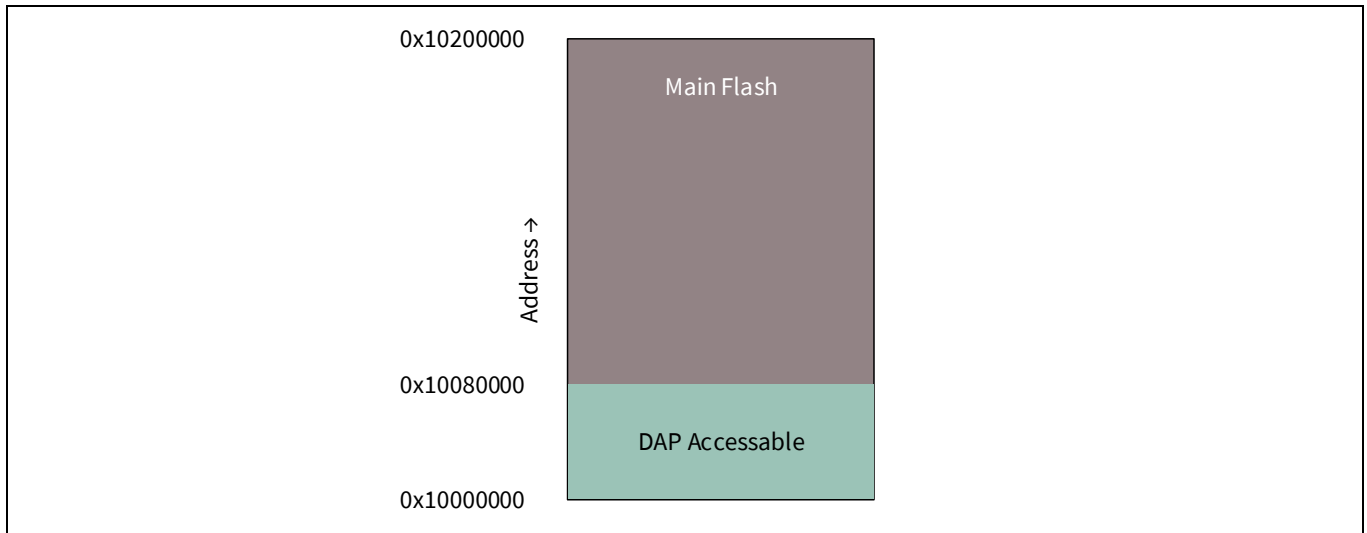 0x10200000
Main Flash
Address →
0x10080000
DAP Accessable
0x10000000